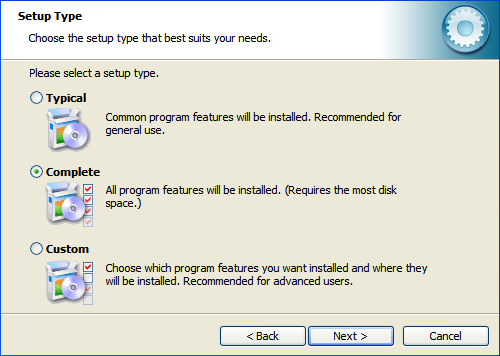 Setup Type
Choose the setup type that best suits your needs.
Please select a setup type.
Typical
Common program features will be installed. Recommended for
general use.
Complete
All program features will be installed. (Requires the most disk
space.)
Custom
Choose which program features you want installed and where they
will be installed. Recommended for advanced users.
< Back
Next >
Cancel